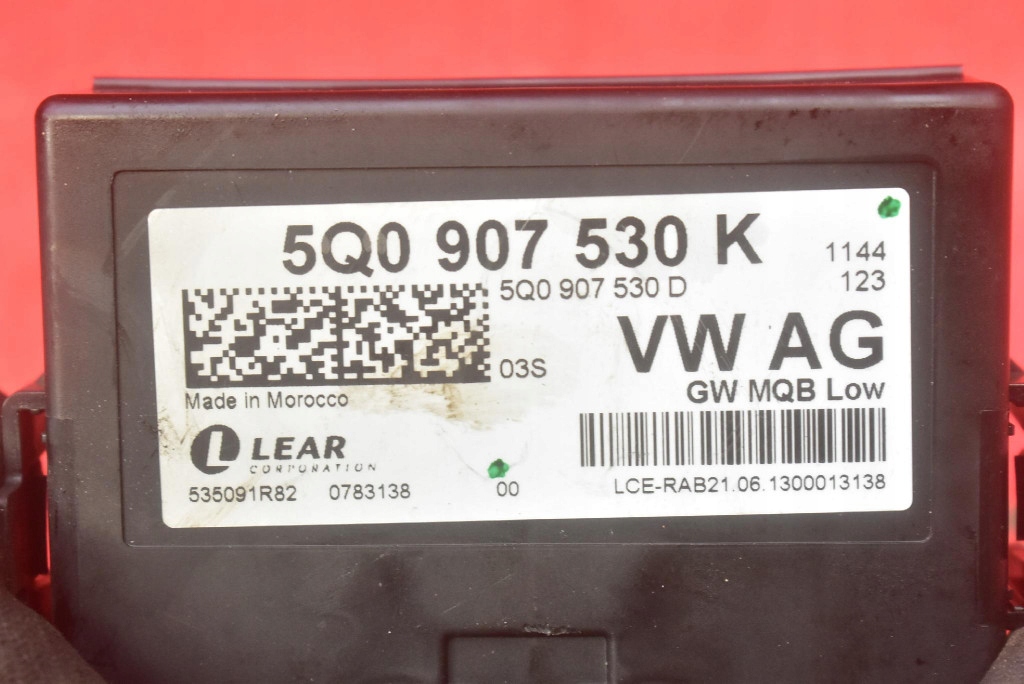 5Q0 907 530 K
1144
5Q0 907 530 D
123
VW AG
03S
GW MQB Low
Made in Morocco
LEAR
CORPORATION
535091R82 0783138 00
LCE-RAB21.06.1300013138